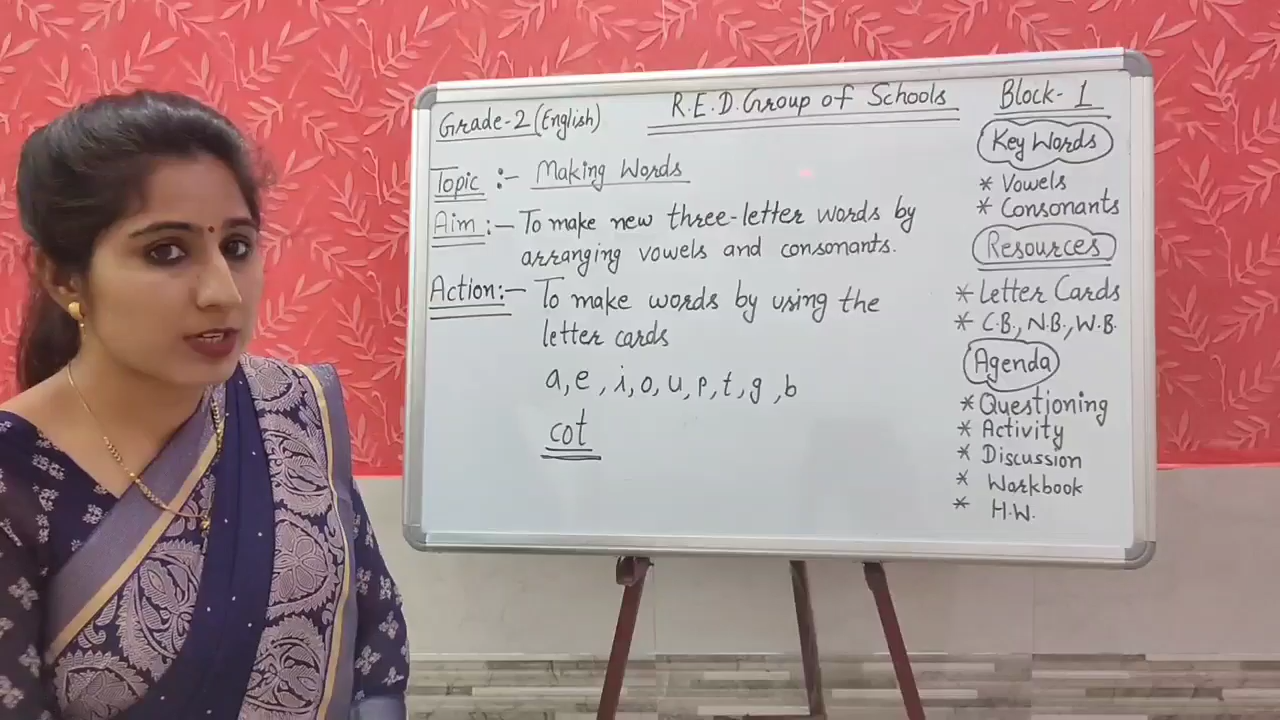 Grade-2 (English)
R.E.D. Group of Schools
Block-1
Topic :- Making Words
Aim :- To make new three-letter words by
arranging vowels and consonants.
Action :- To make words by using the
letter cards
a, e, i, o, u, p, t, g, b
cot
Key Words
* Vowels
* Consonants
Resources
* Letter Cards
* C.B., N.B., W.B.
Agenda
* Questioning
* Activity
* Discussion
* Workbook
* H.W.